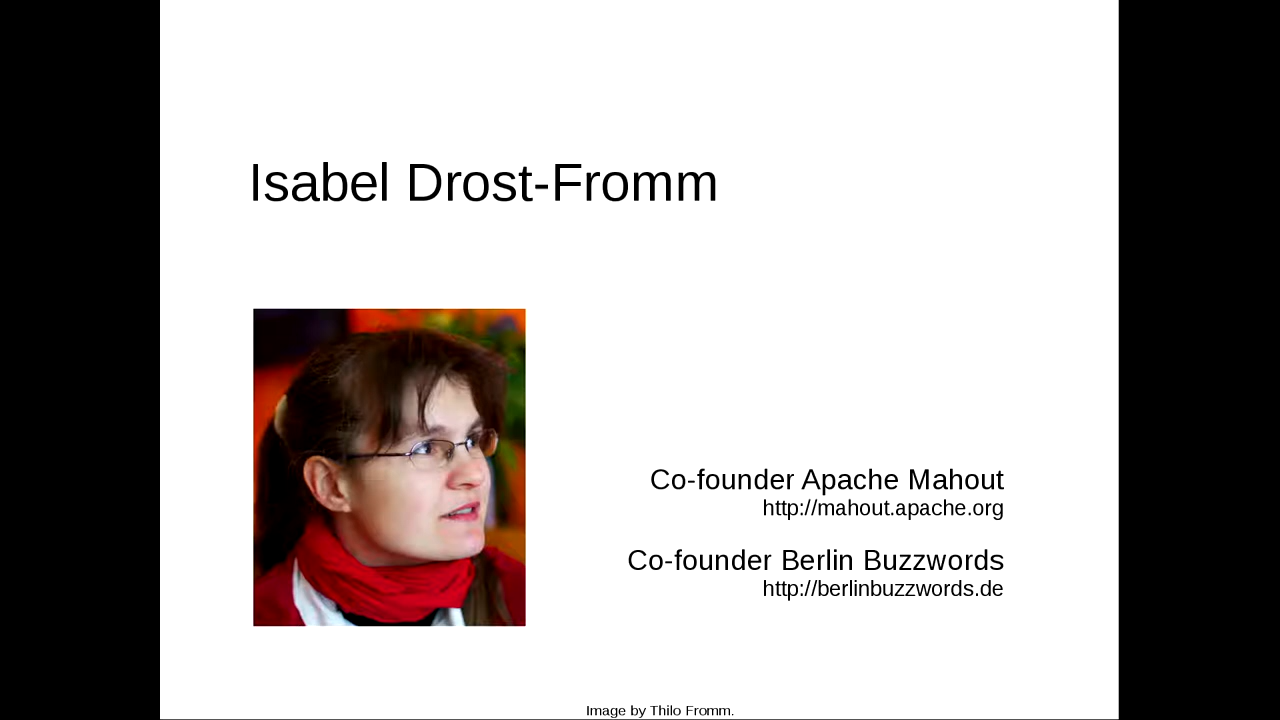 Isabel Drost-Fromm
Co-founder Apache Mahout
http://mahout.apache.org
Co-founder Berlin Buzzwords
http://berlinbuzzwords.de
Image by Thilo Fromm.